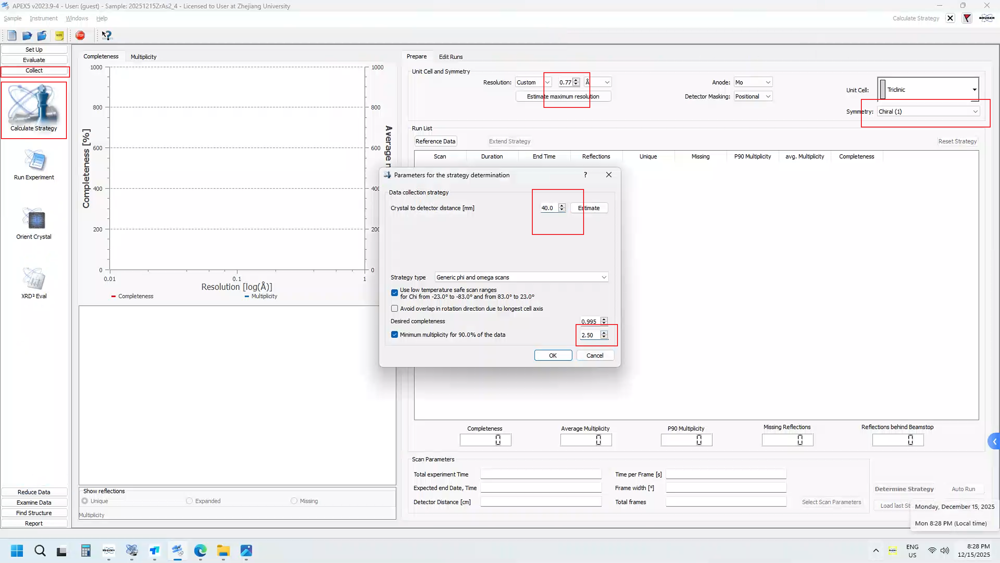 APEX5 v2023.9-4 - User: (guest) - Sample: 20251215ZrAs2_4 - Licensed to User at Zhejiang University
Sample Instrument Windows Help
Calculate Strategy
BRUKER
NOTE
STOP
SHIFT
Set Up
Evaluate
Collect
Calculate Strategy
Run Experiment
Orient Crystal
XRD² Eval
Reduce Data
Examine Data
Find Structure
Report
Completeness Multiplicity
1000 1000
800 800
600 600
400 40
200 200
0 0
0.01 0.1 1
Completeness [%]
Average m
Resolution [log(Å)]
Completeness Multiplicity
Show reflections
Unique Expanded Missing
Multiplicity
Prepare Edit Runs
Unit Cell and Symmetry
Resolution: Custom 0.77 Å
Estimate maximum resolution
Anode: Mo
Detector Masking: Positional
Unit Cell: Triclinic
Symmetry: Chiral (1)
Run List
Reference Data Extend Strategy Reset Strategy
Scan Duration End Time Reflections Unique Missing P90 Multiplicity avg. Multiplicity Completeness
Parameters for the strategy determination ?
Data collection strategy
Crystal to detector distance [mm] 40.0 Estimate
Strategy type Generic phi and omega scans
Use low temperature safe scan ranges
for Chi from -23.0° to -83.0° and from 83.0° to 23.0°
Avoid overlap in rotation direction due to longest cell axis
Desired completeness 0.995
Minimum multiplicity for 90.0% of the data 2.50
OK Cancel
Completeness Average Multiplicity P90 Multiplicity Missing Reflections Reflections behind Beamstop
0 0 0 0 0
Scan Parameters
Total experiment Time Time per Frame [s]
Expected end Date, Time Frame width [°]
Detector Distance [cm] Total frames Select Scan Parameters
Determine Strategy Auto Run
Load last St
Monday, December 15, 2025
Mon 8:28 PM (Local time)
ENG
US
8:28 PM
12/15/2025